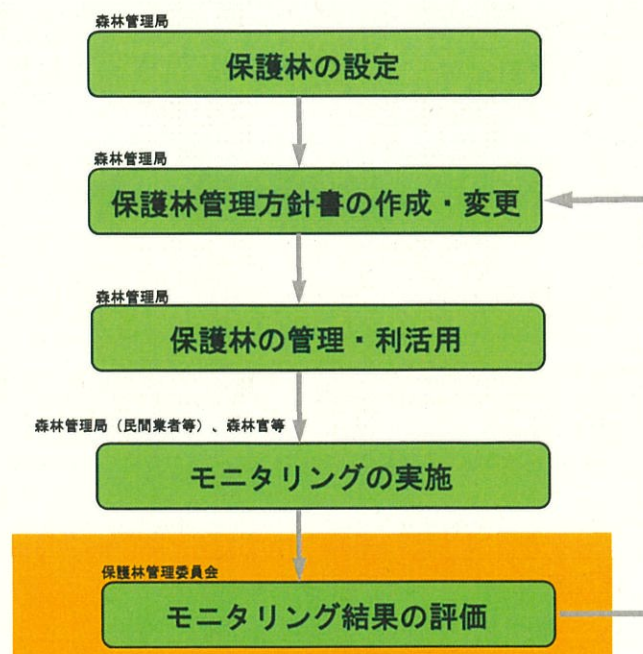 森林管理局
保護林の設定
森林管理局
保護林管理方針書の作成・変更
森林管理局
保護林の管理・利活用
森林管理局（民間業者等）、森林官等
モニタリングの実施
保護林管理委員会
モニタリング結果の評価